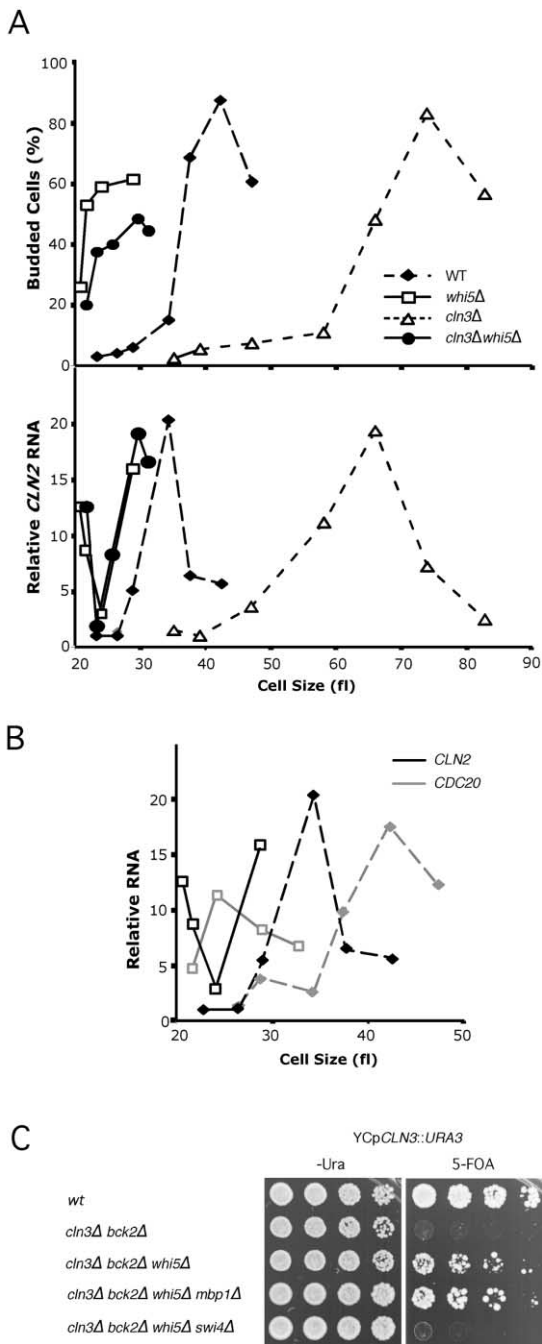 A
Budded Cells (%)
100
80
60
40
20
0
WT
whi5Δ
cln3Δ
cln3Δwhi5Δ
Relative CLN2 RNA
20
15
10
5
0
20 30 40 50 60 70 80 90
Cell Size (fl)
B
CLN2
CDC20
Relative RNA
20
15
10
5
0
20 30 40 50
Cell Size (fl)
C
YCpCLN3::URA3
-Ura 5-FOA
wt
cln3Δ bck2Δ
cln3Δ bck2Δ whi5Δ
cln3Δ bck2Δ whi5Δ mbp1Δ
cln3Δ bck2Δ whi5Δ swi4Δ